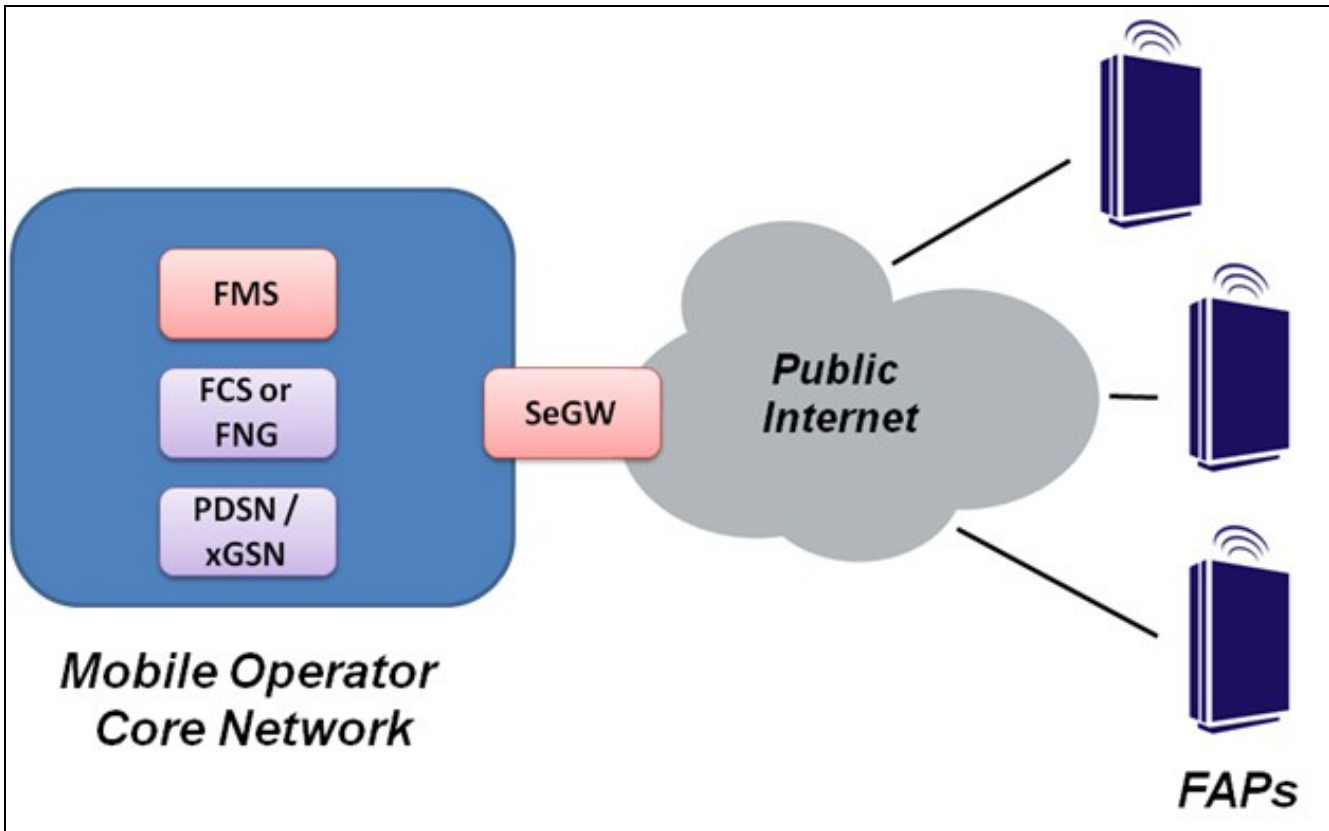 FMS
FCS or
FNG
PDSN /
xGSN
SeGW
Public
Internet
Mobile Operator
Core Network
FAPs